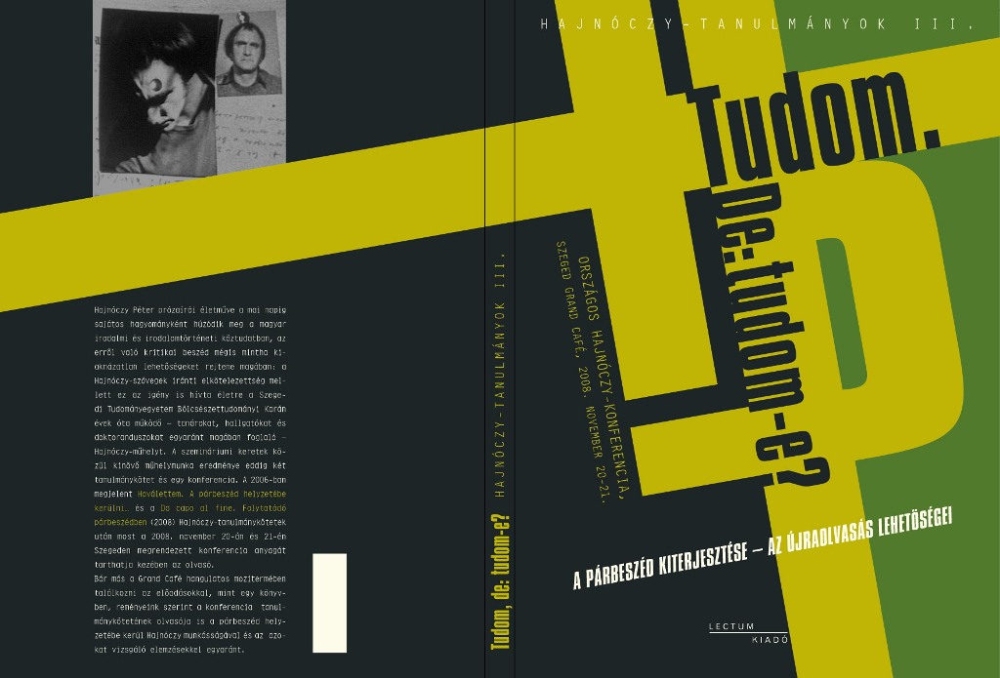 Hajnóczy Péter prózaírói életműve a mai napig
sajátos hagyományként húzódik meg a magyar
irodalmi és irodalomtörténeti köztudatban, az
erről való kritikai beszéd mégis mintha ki-
aknázatlan lehetőségeket rejtene magában: a
Hajnóczy-szövegek iránti elkötelezettség mel-
lett ez az igény is hívta életre a Szege-
di Tudományegyetem Bölcsészettudományi Karán
évek óta működő – tanárokat, hallgatókat és
doktoranduszokat egyaránt magában foglaló –
Hajnóczy-műhelyt. A szemináriumi keretek kö-
zül kinövő műhelymunka eredménye eddig két
tanulmánykötet és egy konferencia. A 2006-ban
megjelent Hoválettem. A párbeszéd helyzetébe
kerülni… és a Da capo al fine. Folytatódó
párbeszédben (2008) Hajnóczy-tanulmánykötetek
után most a 2008. november 20-án és 21-én
Szegeden megrendezett konferencia anyagát
tarthatja kezében az olvasó.
Bár más a Grand Café hangulatos mozitermében
találkozni az előadásokkal, mint egy könyv-
ben, reményeink szerint a konferencia tanul-
mánykötetének olvasója is a párbeszéd hely-
zetébe kerül Hajnóczy munkásságával és az azo-
kat vizsgáló elemzésekkel egyaránt.
Tudom, de: tudom-e? HAJNÓCZY-TANULMÁNYOK III.
HAJNÓCZY-TANULMÁNYOK III.
Tudom.
De: tudom-e?
ORSZÁGOS HAJNÓCZY-KONFERENCIA,
SZEGED GRAND CAFÉ, 2008. NOVEMBER 20-21.
A PÁRBESZÉD KITERJESZTÉSE – AZ ÚJRAOLVASÁS LEHETŐSÉGEI
LECTUM
KIADÓ